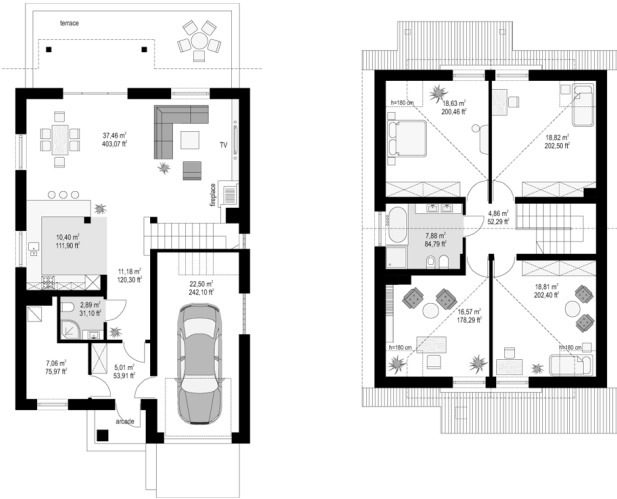 terrace
37,46 m²
403,07 ft²
TV
fireplace
10,40 m²
111,90 ft²
11,18 m²
120,30 ft²
22,50 m²
242,10 ft²
2,89 m²
31,10 ft²
7,06 m²
75,97 ft²
5,01 m²
53,91 ft²
arcade
h=180 cm
18,63 m²
200,46 ft²
18,82 m²
202,50 ft²
4,86 m²
52,29 ft²
7,88 m²
84,79 ft²
18,81 m²
202,40 ft²
16,57 m²
178,29 ft²
h=180 cm
h=180 cm